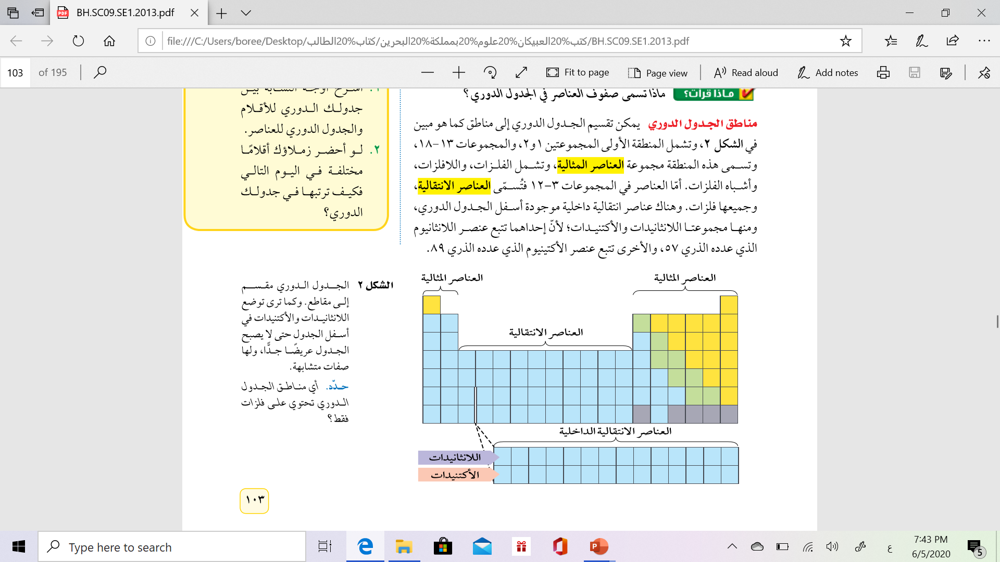 BH.SC09.SE1.2013.pdf
file:///C:/Users/boree/Desktop/كتب%20العبيكان%20علوم%20بمملكة%20البحرين/كتاب%20الطالب/BH.SC09.SE1.2013.pdf
103 of 195
Fit to page
Page view
Read aloud
Add notes
ماذا قرأت؟ ماذا تسمى صفوف العناصر في الجدول الدوري؟
مناطق الجدول الدوري يمكن تقسيم الجدول الدوري إلى مناطق كما هو مبين
في الشكل ٢، وتشمل المنطقة الأولى المجموعتين ١ و٢، والمجموعات ١٣-١٨،
وتسمى هذه المنطقة مجموعة العناصر المثالية، وتشمل الفلزات، واللافلزات،
وأشباه الفلزات. أمّا العناصر في المجموعات ٣-١٢ فتُسمّى العناصر الانتقالية،
وجميعها فلزات. وهناك عناصر انتقالية داخلية موجودة أسفل الجدول الدوري،
ومنها مجموعتا اللانثانيدات والأكتنيدات؛ لأنّ إحداهما تتبع عنصر اللانثانيوم
الذي عدده الذري ٥٧، والأخرى تتبع عنصر الأكتينيوم الذي عدده الذري ٨٩.
١. اشرح أوجه التشابه بين
جدولك الدوري للأقلام
والجدول الدوري للعناصر.
٢. لو أحضر زملاؤك أقلامًا
مختلفة في اليوم التالي
فكيف ترتبها في جدولك
الدوري؟
العناصر المثالية
العناصر المثالية
العناصر الانتقالية
العناصر الانتقالية الداخلية
اللانثانيدات
الأكتنيدات
الشكل ٢ الجدول الدوري مقسم
إلى مقاطع. وكما ترى توضع
اللانثانيدات والأكتنيدات في
أسفل الجدول حتى لا يصبح
الجدول عريضًا جدًّا، ولها
صفات متشابهة.
حدّد. أي مناطق الجدول
الدوري تحتوي على فلزات
فقط؟
١٠٣
Type here to search
ع
7:43 PM
6/5/2020
5